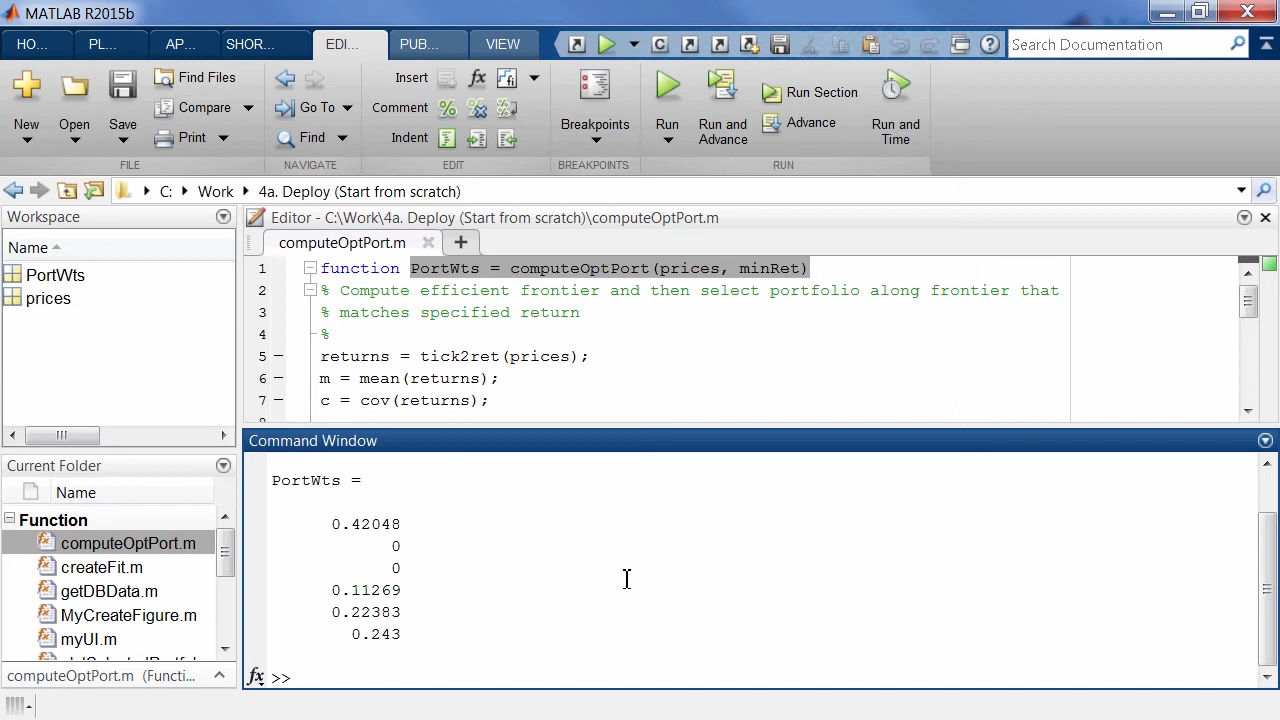 MATLAB R2015b
HO... PL... AP... SHOR... EDI... PUB... VIEW Search Documentation
New Open Save
Find Files
Compare
Print
FILE
Go To
Find
NAVIGATE
Insert fx
Comment
Indent
EDIT
Breakpoints
BREAKPOINTS
Run Run and Advance
Run Section
Advance
Run and Time
RUN
C: Work 4a. Deploy (Start from scratch)
Workspace
Name
PortWts
prices
Editor - C:\Work\4a. Deploy (Start from scratch)\computeOptPort.m
computeOptPort.m
1 function PortWts = computeOptPort(prices, minRet)
2 % Compute efficient frontier and then select portfolio along frontier that
3 % matches specified return
4 %
5 returns = tick2ret(prices);
6 m = mean(returns);
7 c = cov(returns);
Current Folder
Name
Function
computeOptPort.m
createFit.m
getDBData.m
MyCreateFigure.m
myUI.m
computeOptPort.m (Functi...
Command Window
PortWts =
0.42048
0
0
0.11269
0.22383
0.243
fx >>